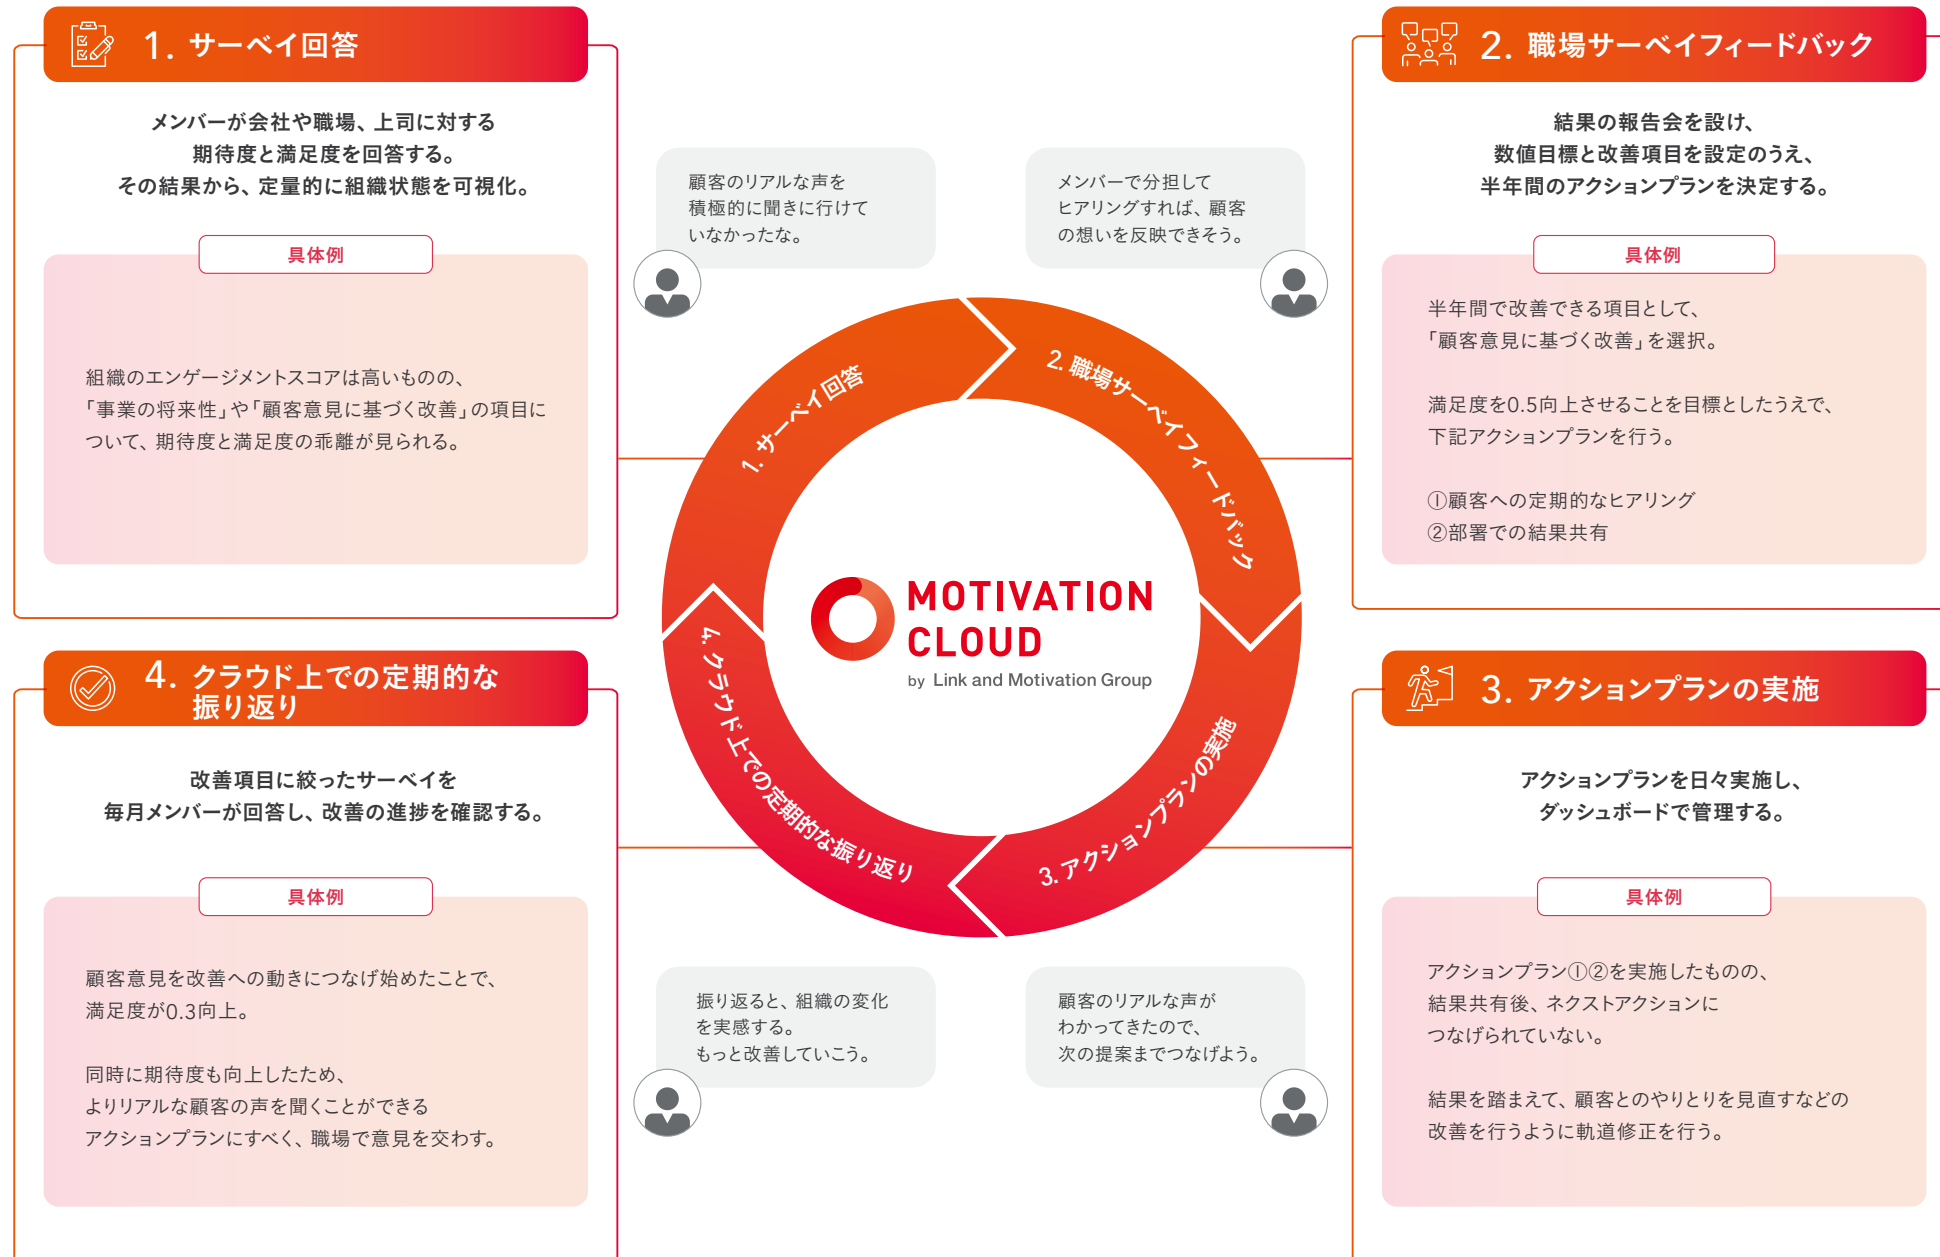 1. サーベイ回答
メンバーが会社や職場、上司に対する
期待度と満足度を回答する。
その結果から、定量的に組織状態を可視化。
具体例
組織のエンゲージメントスコアは高いものの、
「事業の将来性」や「顧客意見に基づく改善」の項目に
ついて、期待度と満足度の乖離が見られる。
顧客のリアルな声を
積極的に聞きに行けて
いなかったな。
メンバーで分担して
ヒアリングすれば、顧客
の想いを反映できそう。
2. 職場サーベイフィードバック
結果の報告会を設け、
数値目標と改善項目を設定のうえ、
半年間のアクションプランを決定する。
具体例
半年間で改善できる項目として、
「顧客意見に基づく改善」を選択。
満足度を0.5向上させることを目標としたうえで、
下記アクションプランを行う。
①顧客への定期的なヒアリング
②部署での結果共有
1. サーベイ回答
2. 職場サーベイフィードバック
3. アクションプランの実施
4. クラウド上での定期的な振り返り
MOTIVATION
CLOUD
by Link and Motivation Group
4. クラウド上での定期的な
振り返り
改善項目に絞ったサーベイを
毎月メンバーが回答し、改善の進捗を確認する。
具体例
顧客意見を改善への動きにつなげ始めたことで、
満足度が0.3向上。
同時に期待度も向上したため、
よりリアルな顧客の声を聞くことができる
アクションプランにすべく、職場で意見を交わす。
振り返ると、組織の変化
を実感する。
もっと改善していこう。
顧客のリアルな声が
わかってきたので、
次の提案までつなげよう。
3. アクションプランの実施
アクションプランを日々実施し、
ダッシュボードで管理する。
具体例
アクションプラン①②を実施したものの、
結果共有後、ネクストアクションに
つなげられていない。
結果を踏まえて、顧客とのやりとりを見直すなどの
改善を行うように軌道修正を行う。